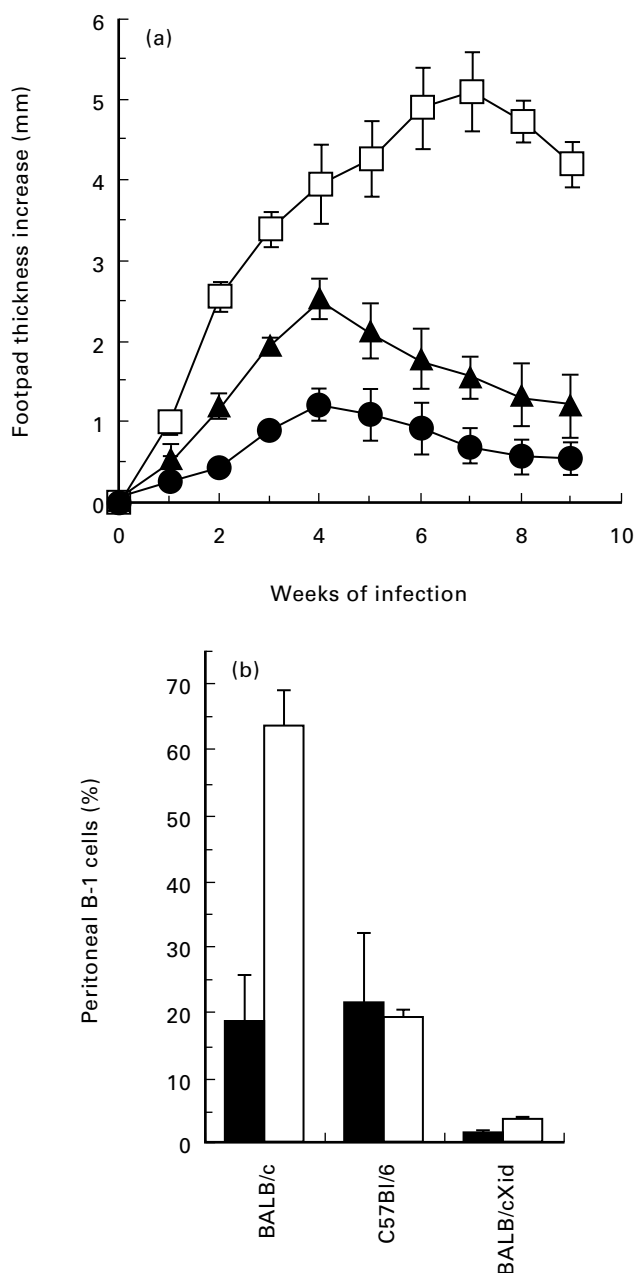 (a)
Footpad thickness increase (mm)
6
5
4
3
2
1
0
0 2 4 6 8 10
Weeks of infection
(b)
Peritoneal B-1 cells (%)
70
60
50
40
30
20
10
0
BALB/c
C57Bl/6
BALB/cXid